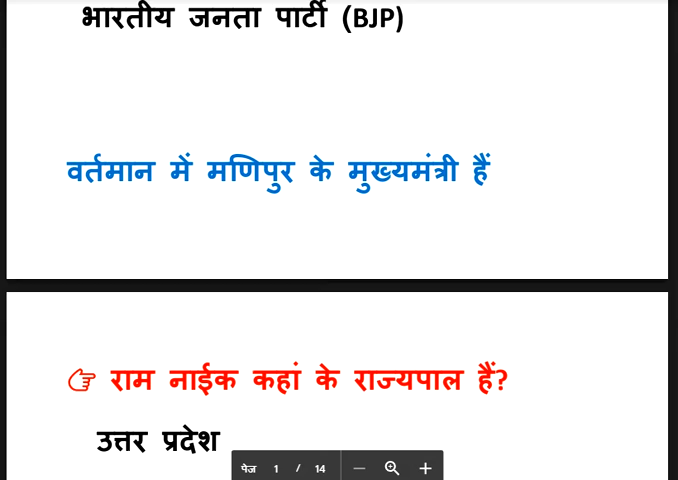 भारतीय जनता पार्टी (BJP)
वर्तमान में मणिपुर के मुख्यमंत्री हैं
☞ राम नाईक कहां के राज्यपाल हैं?
उत्तर प्रदेश
पेज 1 / 14